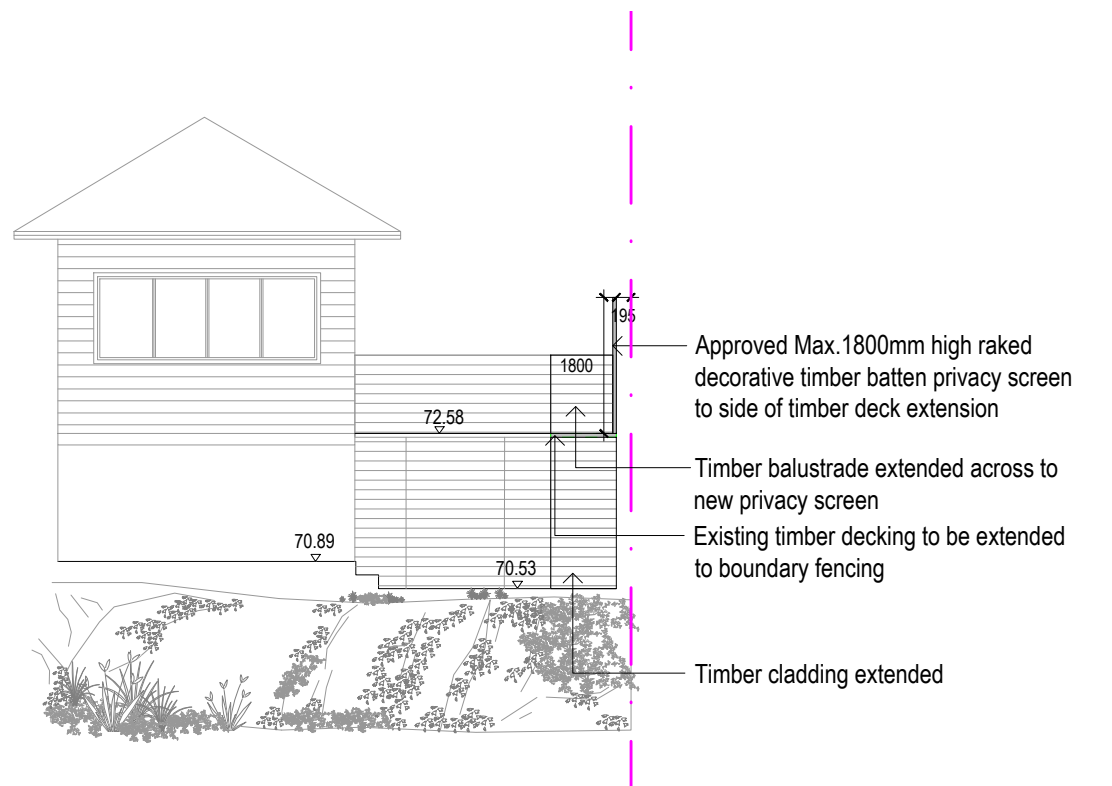 195
Approved Max.1800mm high raked
decorative timber batten privacy screen
to side of timber deck extension
1800
72.58
Timber balustrade extended across to
new privacy screen
Existing timber decking to be extended
to boundary fencing
70.89
70.53
Timber cladding extended